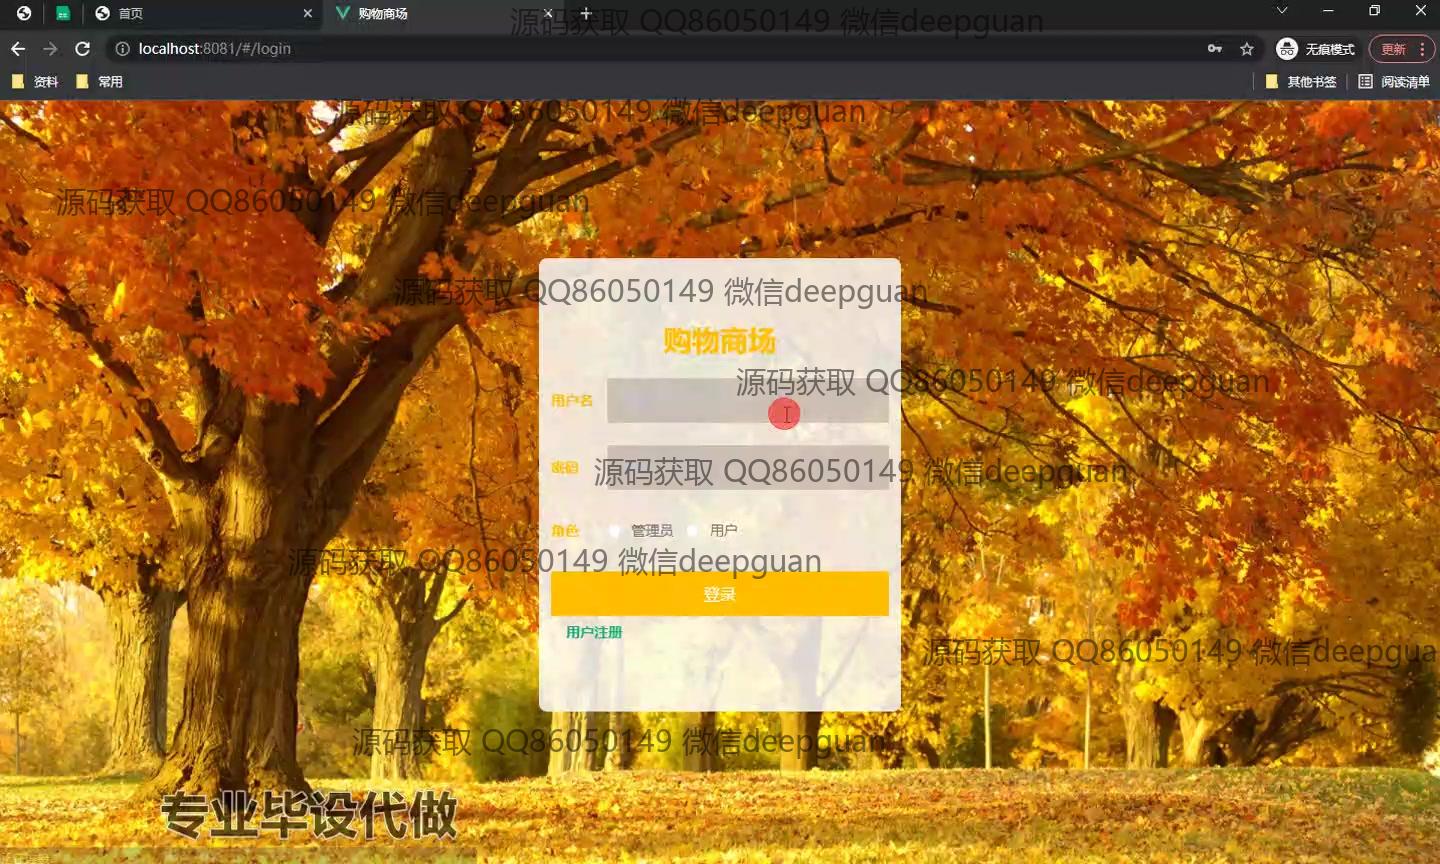 首页
购物商场
源码获取 QQ86050149 微信deepguan
localhost:8081/#/login
无痕模式
更新
资料
常用
其他书签
阅读清单
源码获取 QQ86050149 微信deepguan
源码获取 QQ86050149 微信deepguan
源码获取 QQ86050149 微信deepguan
购物商场
源码获取 QQ86050149 微信deepguan
用户名
密码
源码获取 QQ86050149 微信deepguan
角色
管理员
用户
源码获取 QQ86050149 微信deepguan
登录
用户注册
源码获取 QQ86050149 微信deepgua
源码获取 QQ86050149 微信deepguan
专业毕设代做